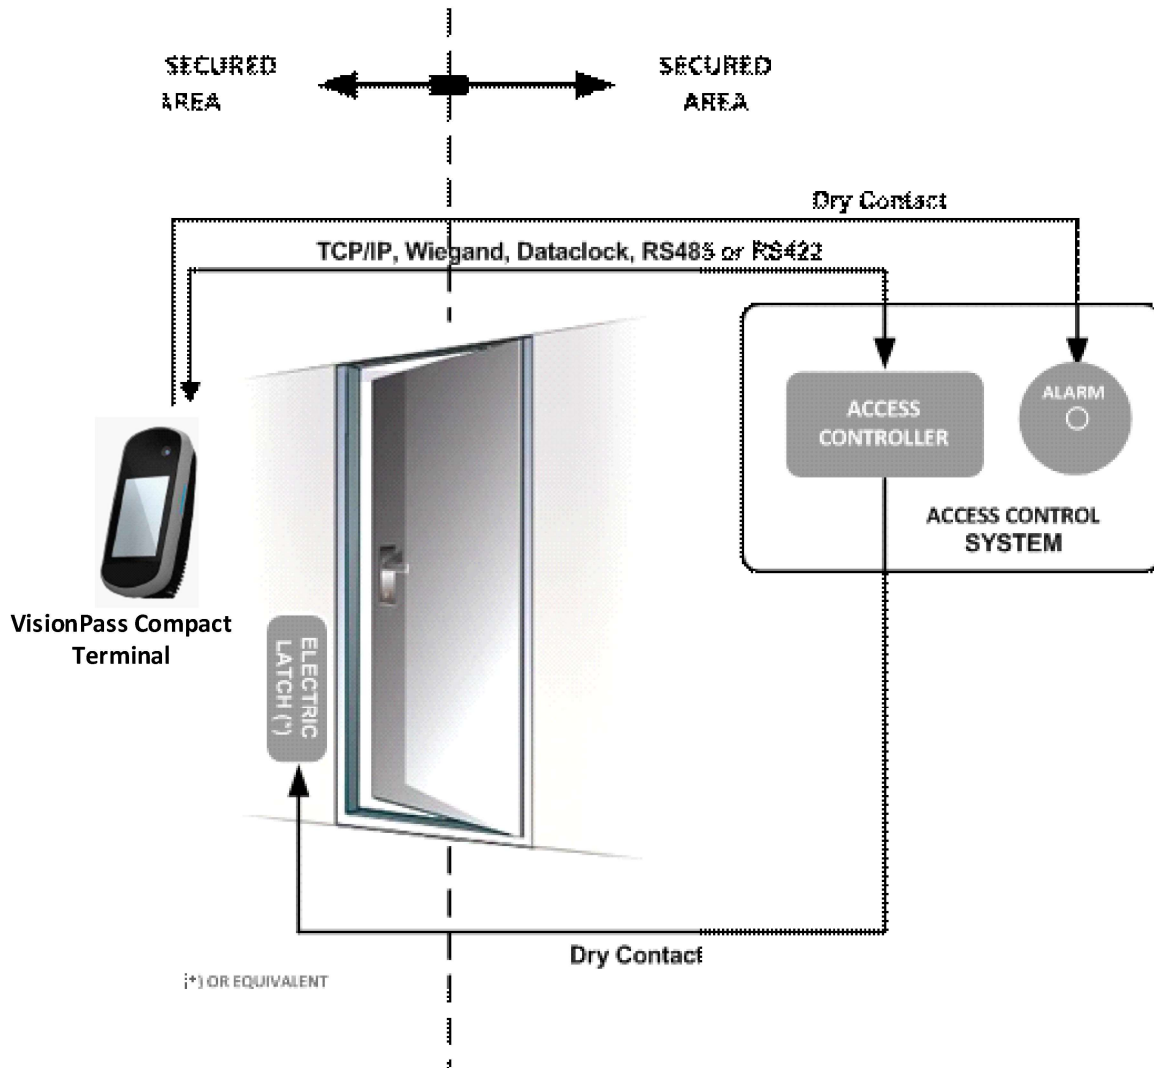 SECURED
AREA
SECURED
AREA
Dry Contact
TCP/IP, Wiegand, Dataclock, RS485 or RS422
ACCESS
CONTROLLER
ALARM
ACCESS CONTROL
SYSTEM
VisionPass Compact
Terminal
ELECTRIC
LATCH (*)
Dry Contact
(*) OR EQUIVALENT